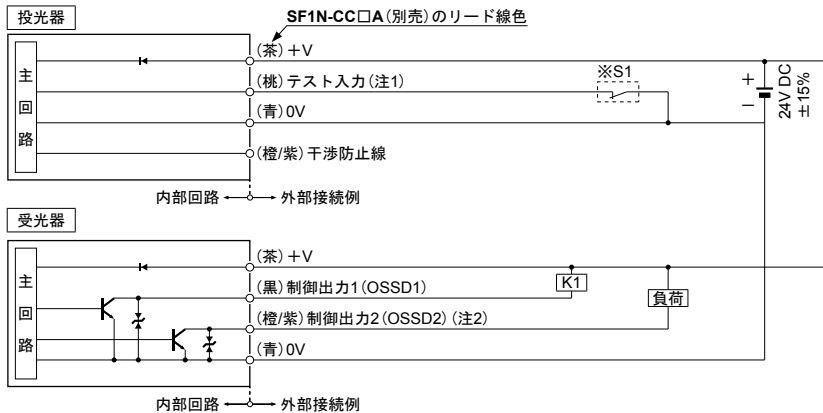 投光器
SF1N-CC□A(別売)のリード線色
主回路
(茶)+V
(桃)テスト入力(注1)
※S1
(青)0V
(橙/紫)干渉防止線
+
−
24V DC
±15%
内部回路
外部接続例
受光器
主回路
(茶)+V
(黒)制御出力1(OSSD1)
K1
負荷
(橙/紫)制御出力2(OSSD2)(注2)
(青)0V
内部回路
外部接続例